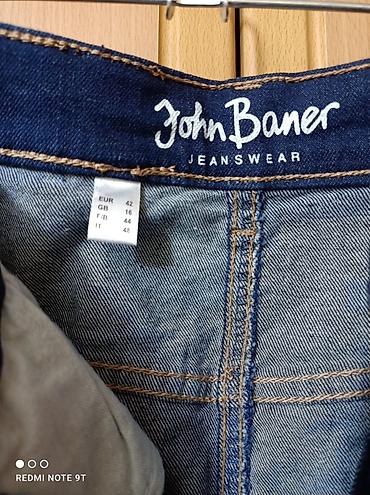 John Baner
JEANSWEAR
EUR 42
GB 16
F/B 44
IT 48
REDMI NOTE 9T